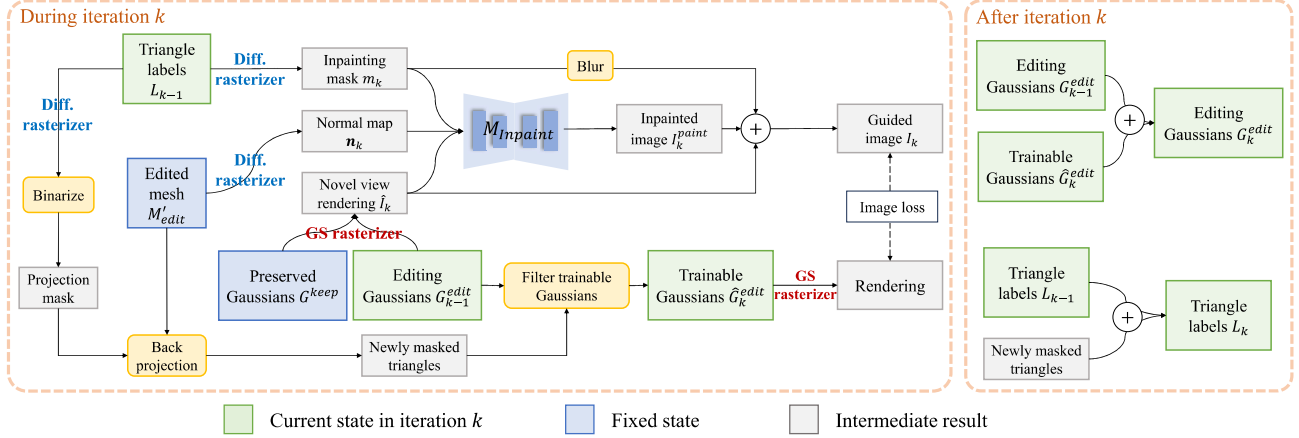 During iteration k
After iteration k
Triangle
labels
L_{k-1}
Diff.
rasterizer
Inpainting
mask m_k
Blur
Diff.
rasterizer
Normal map
n_k
M_{Inpaint}
Inpainted
image I_k^{paint}
+
Guided
image I_k
Edited
mesh
M'_{edit}
Diff.
rasterizer
Binarize
Novel view
rendering Î_k
Image loss
GS rasterizer
Projection
mask
Preserved
Gaussians G^{keep}
Editing
Gaussians G_{k-1}^{edit}
Filter trainable
Gaussians
Trainable
Gaussians Ĝ_k^{edit}
GS
rasterizer
Rendering
Back
projection
Newly masked
triangles
Editing
Gaussians G_{k-1}^{edit}
+
Editing
Gaussians G_k^{edit}
Trainable
Gaussians Ĝ_k^{edit}
Triangle
labels L_{k-1}
+
Triangle
labels L_k
Newly masked
triangles
Current state in iteration k
Fixed state
Intermediate result